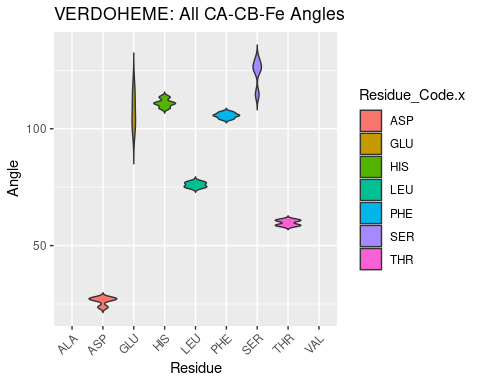 VERDOHEME: All CA-CB-Fe Angles
Angle
100
50
ALA
ASP
GLU
HIS
LEU
PHE
SER
THR
VAL
Residue
Residue_Code.x
ASP
GLU
HIS
LEU
PHE
SER
THR